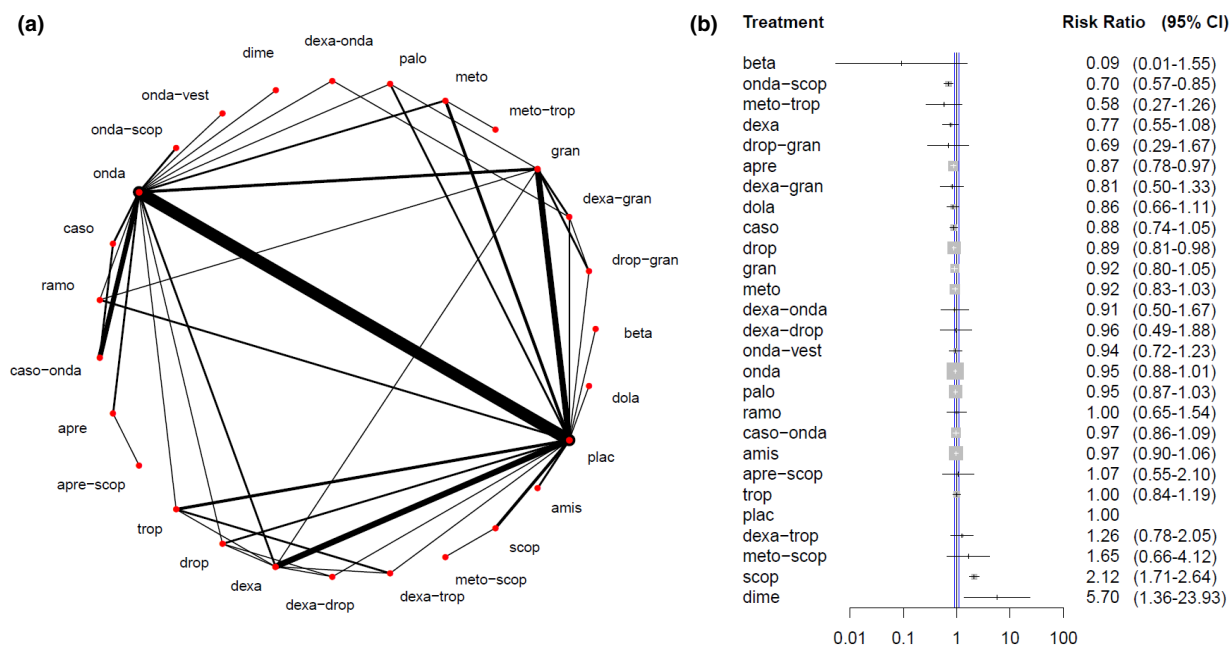 (a)
dexa-onda
palo
dime
meto
onda-vest
meto-trop
onda-scop
gran
onda
dexa-gran
caso
drop-gran
ramo
beta
caso-onda
dola
apre
plac
apre-scop
amis
trop
scop
drop
meto-scop
dexa
dexa-trop
dexa-drop
(b) Treatment Risk Ratio (95% CI)
beta 0.09 (0.01-1.55)
onda-scop 0.70 (0.57-0.85)
meto-trop 0.58 (0.27-1.26)
dexa 0.77 (0.55-1.08)
drop-gran 0.69 (0.29-1.67)
apre 0.87 (0.78-0.97)
dexa-gran 0.81 (0.50-1.33)
dola 0.86 (0.66-1.11)
caso 0.88 (0.74-1.05)
drop 0.89 (0.81-0.98)
gran 0.92 (0.80-1.05)
meto 0.92 (0.83-1.03)
dexa-onda 0.91 (0.50-1.67)
dexa-drop 0.96 (0.49-1.88)
onda-vest 0.94 (0.72-1.23)
onda 0.95 (0.88-1.01)
palo 0.95 (0.87-1.03)
ramo 1.00 (0.65-1.54)
caso-onda 0.97 (0.86-1.09)
amis 0.97 (0.90-1.06)
apre-scop 1.07 (0.55-2.10)
trop 1.00 (0.84-1.19)
plac 1.00
dexa-trop 1.26 (0.78-2.05)
meto-scop 1.65 (0.66-4.12)
scop 2.12 (1.71-2.64)
dime 5.70 (1.36-23.93)
0.01 0.1 1 10 100